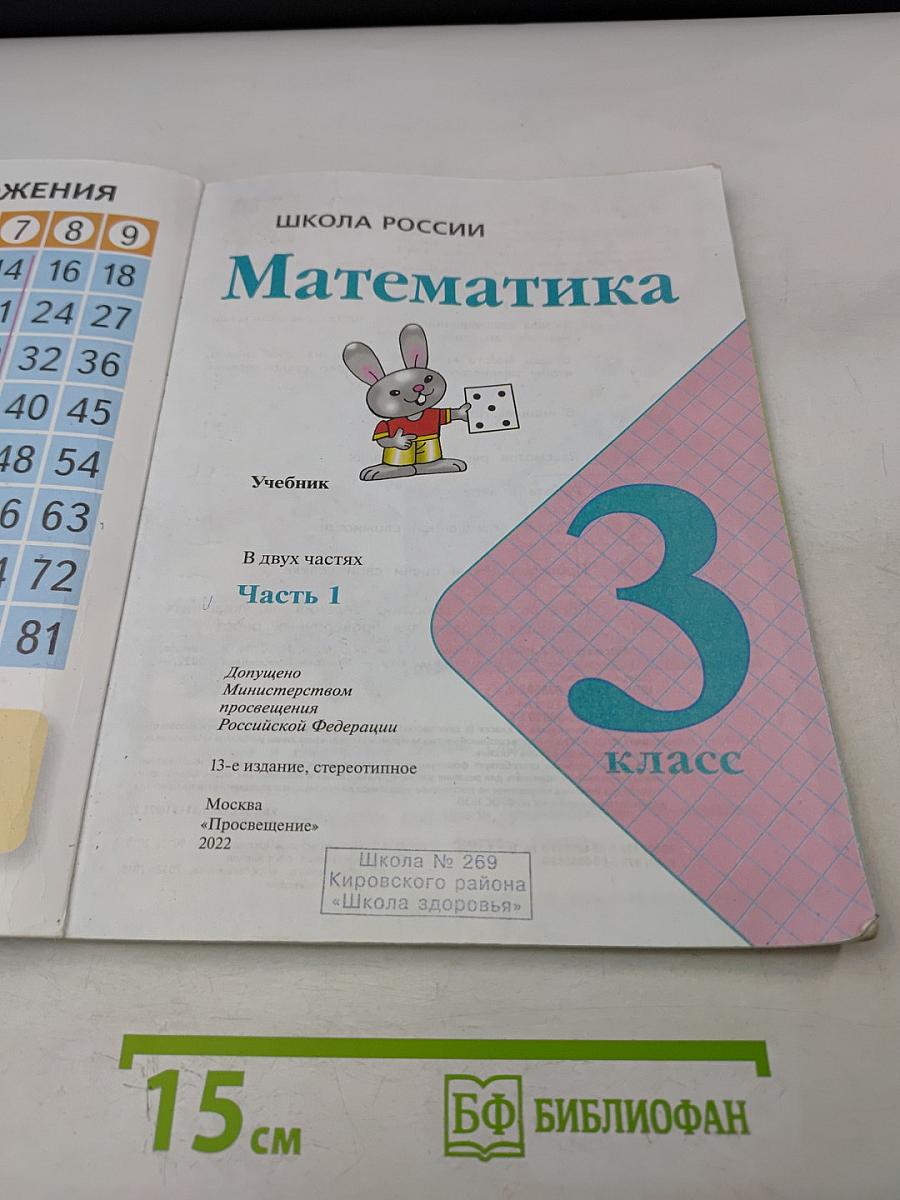 ЖЕНИЯ
7 8 9
14 16 18
1 24 27
32 36
40 45
48 54
6 63
72
81
ШКОЛА РОССИИ
Математика
Учебник
В двух частях
Часть 1
3
класс
Допущено
Министерством
просвещения
Российской Федерации
13-е издание, стереотипное
Москва
«Просвещение»
2022
Школа № 269
Кировского района
«Школа здоровья»
15 см
БФ БИБЛИОФАН